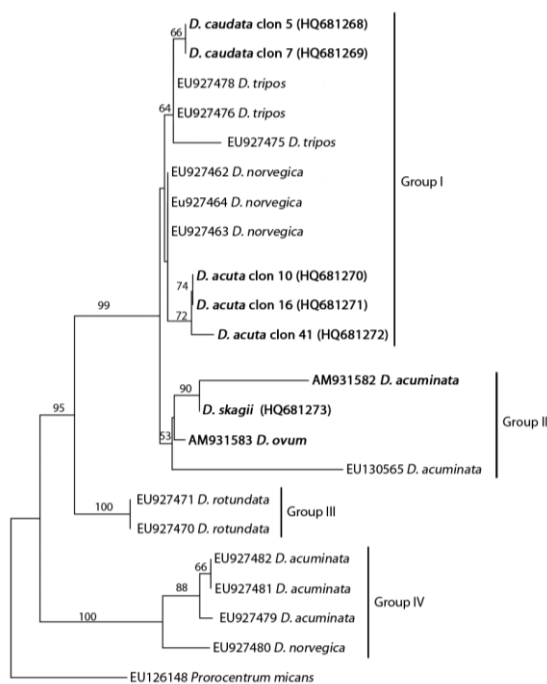 66
D. caudata clon 5 (HQ681268)
D. caudata clon 7 (HQ681269)
EU927478 D. tripos
64
EU927476 D. tripos
EU927475 D. tripos
EU927462 D. norvegica
Group I
Eu927464 D. norvegica
EU927463 D. norvegica
D. acuta clon 10 (HQ681270)
74
D. acuta clon 16 (HQ681271)
72
D. acuta clon 41 (HQ681272)
99
AM931582 D. acuminata
90
D. skagii (HQ681273)
Group II
95
53
AM931583 D. ovum
EU130565 D. acuminata
EU927471 D. rotundata
100
Group III
EU927470 D. rotundata
EU927482 D. acuminata
66
EU927481 D. acuminata
88
Group IV
100
EU927479 D. acuminata
EU927480 D. norvegica
EU126148 Prorocentrum micans